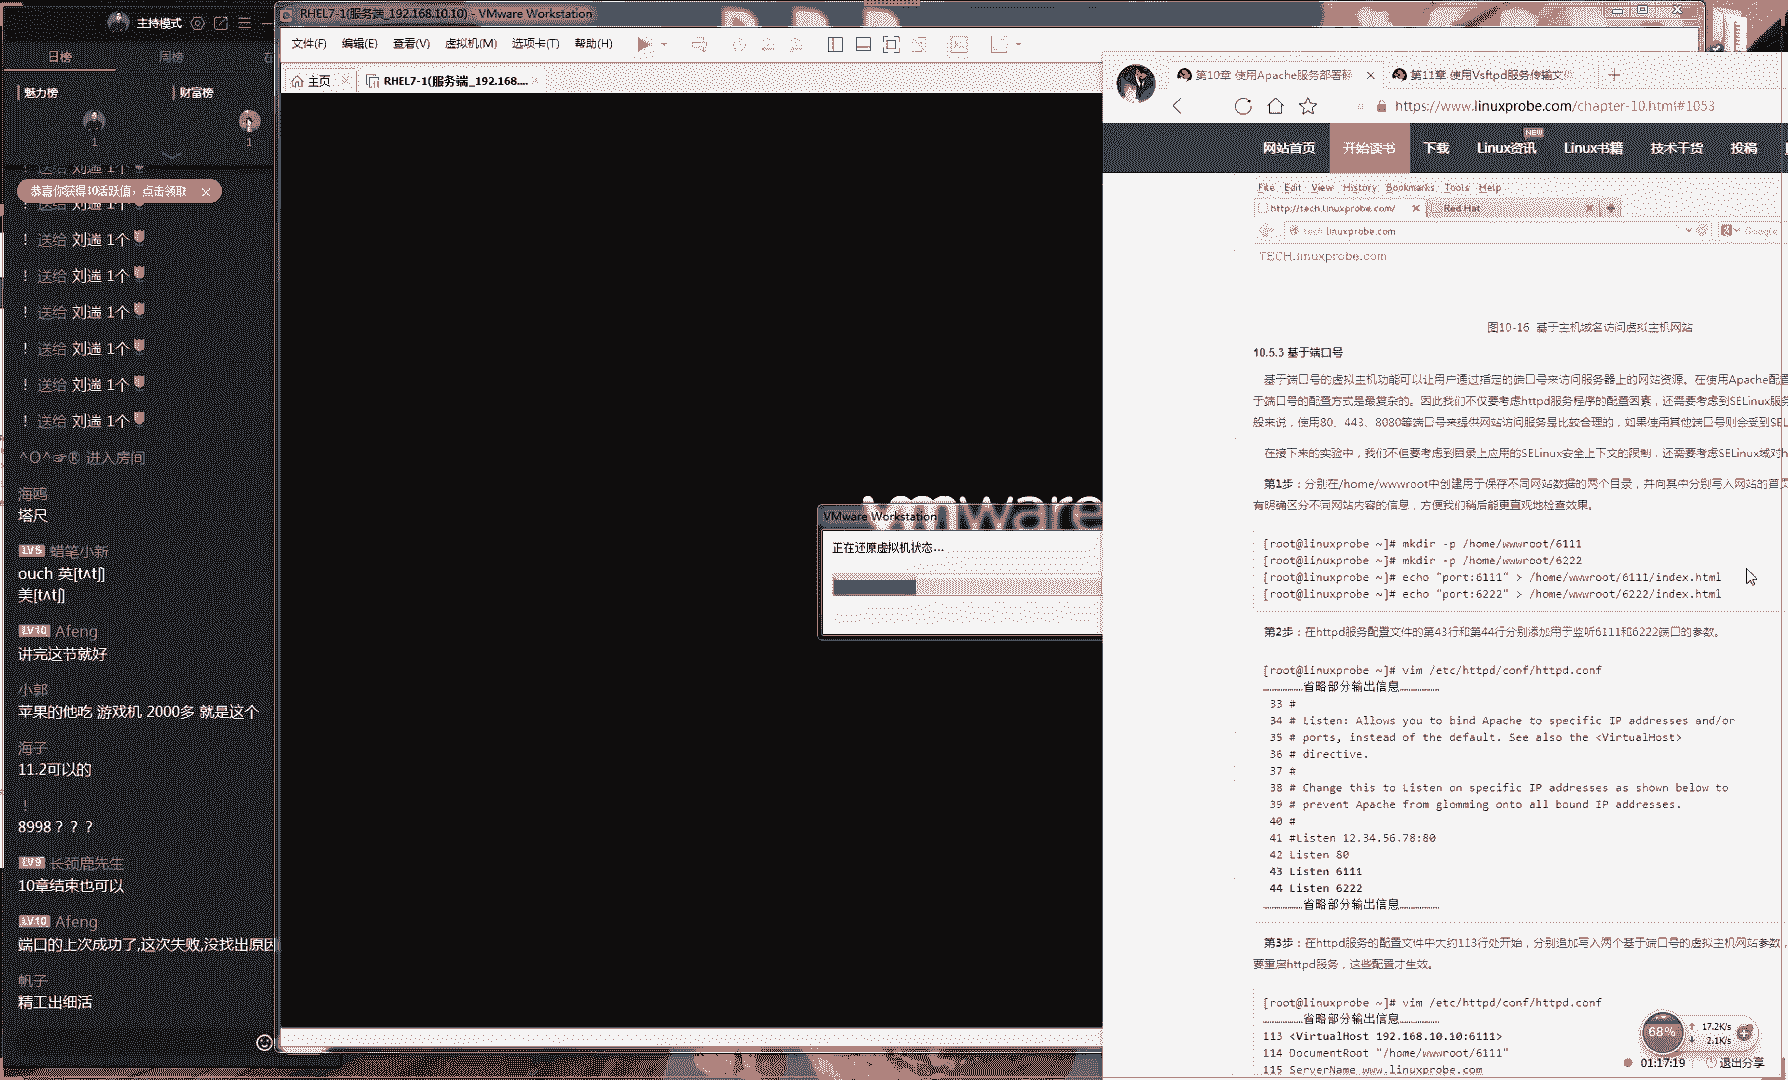 主持模式
日榜
周榜
在
魅力榜
财富榜
1
1
恭喜你获得10活跃值，点击领取
！ 送给 刘遄 1个
！ 送给 刘遄 1个
！ 送给 刘遄 1个
！ 送给 刘遄 1个
！ 送给 刘遄 1个
！ 送给 刘遄 1个
进入房间
海鸥
塔尺
LV5 蜡笔小新
ouch 英[tʌtʃ]
美[tʌtʃ]
LV10 Afeng
讲完这节就好
小郭
苹果的他吃 游戏机 2000多 就是这个
海子
11.2可以的
！
8998？？？
LV9 长颈鹿先生
10章结束也可以
LV10 Afeng
端口的上次成功了,这次失败,没找出原因
帆子
精工出细活
RHEL7-1(服务端_192.168.10.10) - VMware Workstation
文件(F) 编辑(E) 查看(V) 虚拟机(M) 选项卡(T) 帮助(H)
主页
RHEL7-1(服务端_192.168....
vmware
VMware Workstation
正在还原虚拟机状态...
第10章 使用Apache服务部署静
第11章 使用Vsftpd服务传输文件
https://www.linuxprobe.com/chapter-10.html#1053
网站首页 开始读书 下载 Linux资讯 Linux书籍 技术干货 投稿
NEW
File Edit View History Bookmarks Tools Help
http://tech.linuxprobe.com/
Red Hat
tech.linuxprobe.com
Google
TECH.linuxprobe.com
图10-16 基于主机域名访问虚拟主机网站
10.5.3 基于端口号
基于端口号的虚拟主机功能可以让用户通过指定的端口号来访问服务器上的网站资源。在使用Apache配置
于端口号的配置方式是最复杂的。因此我们不仅要考虑httpd服务程序的配置因素，还需要考虑到SELinux服务
般来说，使用80、443、8080等端口号来提供网站访问服务是比较合理的，如果使用其他端口号则会受到SEL
在接下来的实验中，我们不但要考虑到目录上应用的SELinux安全上下文的限制，还需要考虑SELinux域对h
第1步：分别在/home/wwwroot中创建用于保存不同网站数据的两个目录，并向其中分别写入网站的首页
有明确区分不同网站内容的信息，方便我们稍后能更直观地检查效果。
[root@linuxprobe ~]# mkdir -p /home/wwwroot/6111
[root@linuxprobe ~]# mkdir -p /home/wwwroot/6222
[root@linuxprobe ~]# echo "port:6111" > /home/wwwroot/6111/index.html
[root@linuxprobe ~]# echo "port:6222" > /home/wwwroot/6222/index.html
第2步：在httpd服务配置文件的第43行和第44行分别添加用于监听6111和6222端口的参数。
[root@linuxprobe ~]# vim /etc/httpd/conf/httpd.conf
………………省略部分输出信息………………
33 #
34 # Listen: Allows you to bind Apache to specific IP addresses and/or
35 # ports, instead of the default. See also the <VirtualHost>
36 # directive.
37 #
38 # Change this to Listen on specific IP addresses as shown below to
39 # prevent Apache from glomming onto all bound IP addresses.
40 #
41 #Listen 12.34.56.78:80
42 Listen 80
43 Listen 6111
44 Listen 6222
………………省略部分输出信息………………
第3步：在httpd服务的配置文件中大约113行处开始，分别追加写入两个基于端口号的虚拟主机网站参数，
要重启httpd服务，这些配置才生效。
[root@linuxprobe ~]# vim /etc/httpd/conf/httpd.conf
………………省略部分输出信息………………
113 <VirtualHost 192.168.10.10:6111>
114 DocumentRoot "/home/wwwroot/6111"
115 ServerName www.linuxprobe.com
68%
17.2K/s
2.1K/s
01:17:19
退出分享